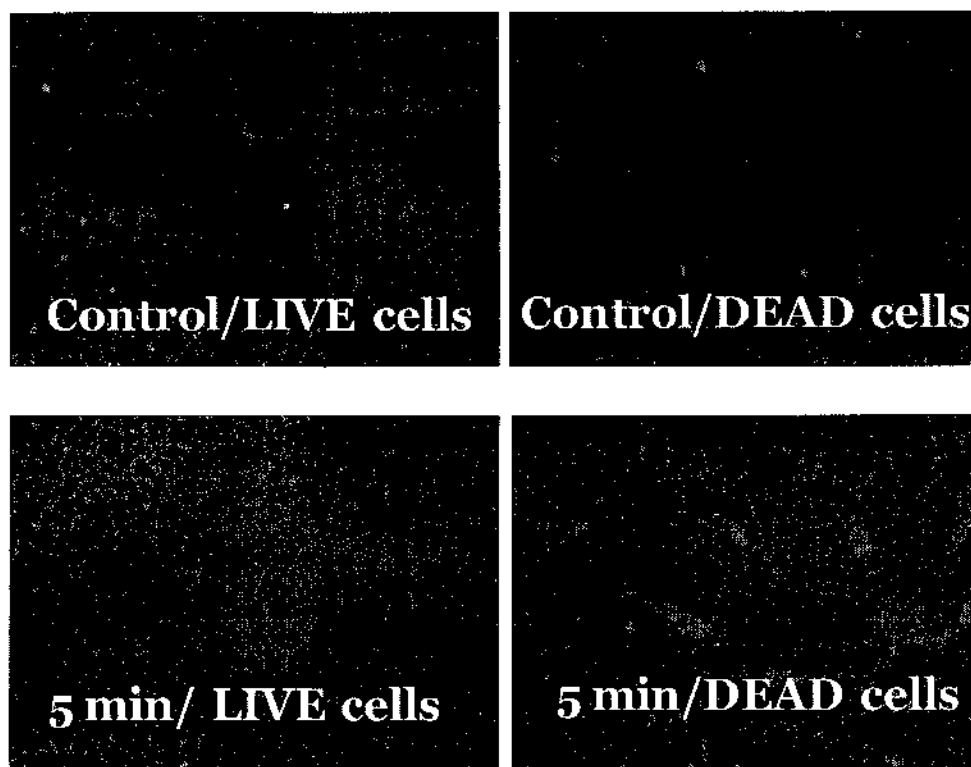 Control/LIVE cells
Control/DEAD cells
5 min/ LIVE cells
5 min/DEAD cells